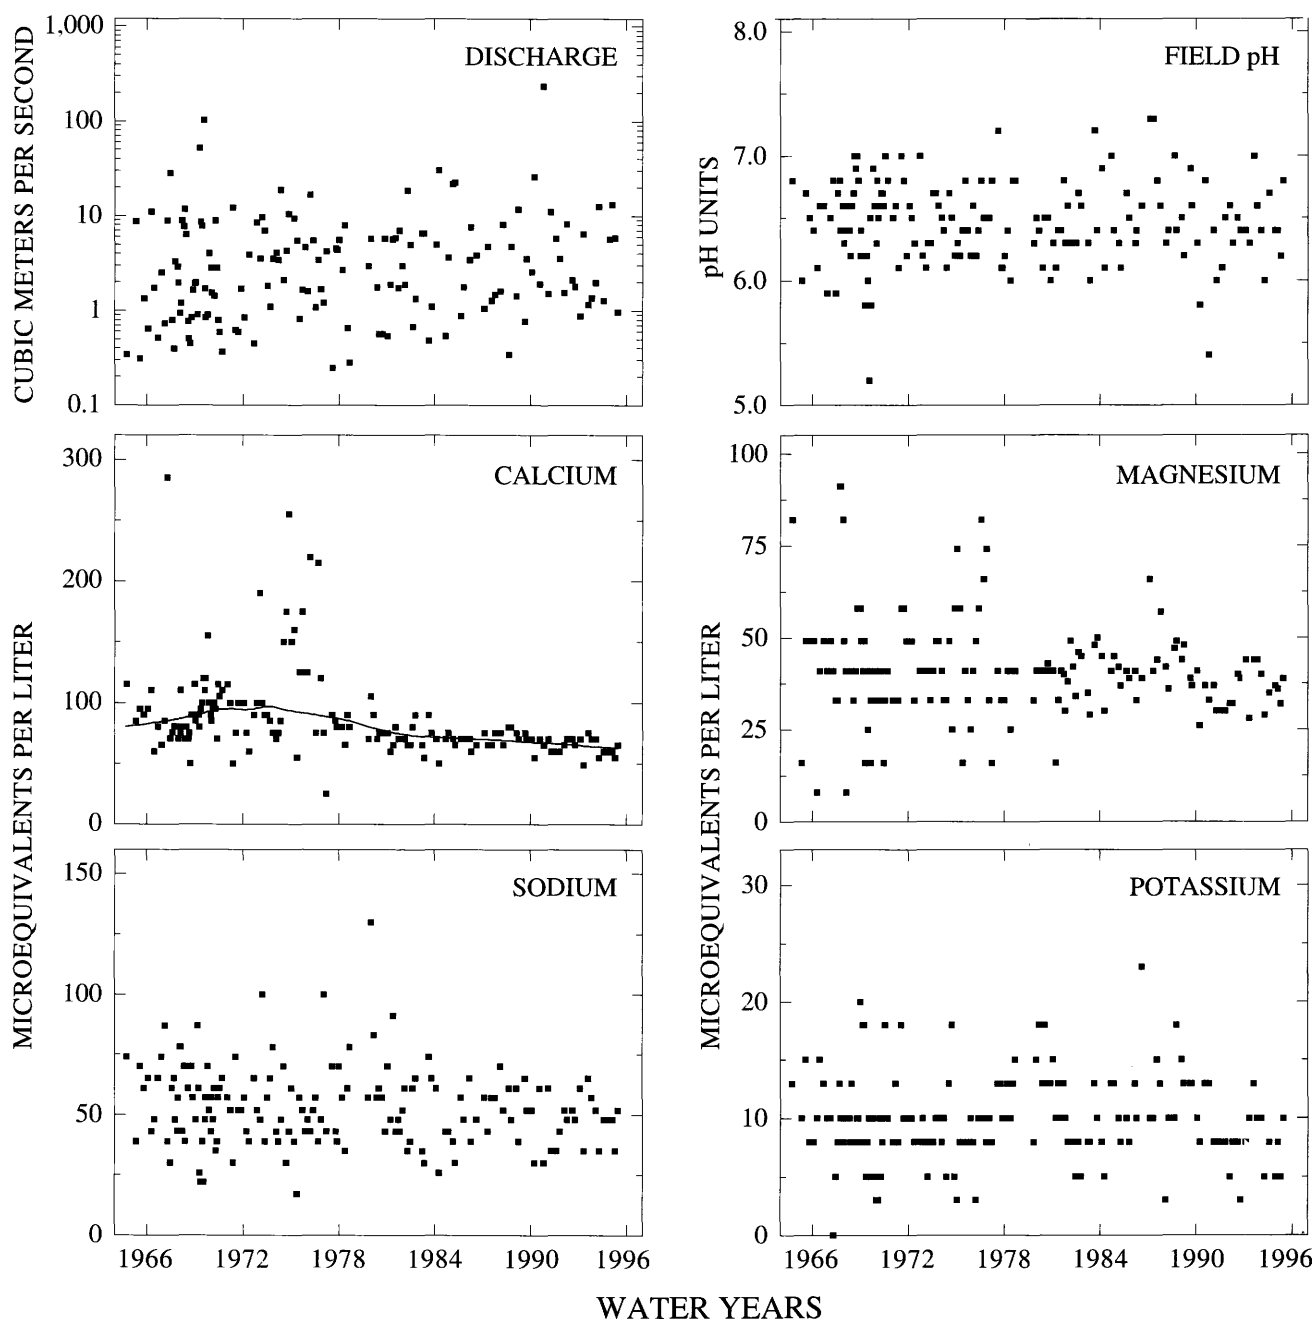 DISCHARGE
CUBIC METERS PER SECOND
1,000
100
10
1
0.1
FIELD pH
pH UNITS
8.0
7.0
6.0
5.0
CALCIUM
300
200
100
0
MAGNESIUM
100
75
50
25
0
MICROEQUIVALENTS PER LITER
MICROEQUIVALENTS PER LITER
SODIUM
150
100
50
0
1966 1972 1978 1984 1990 1996
POTASSIUM
30
20
10
0
1966 1972 1978 1984 1990 1996
WATER YEARS